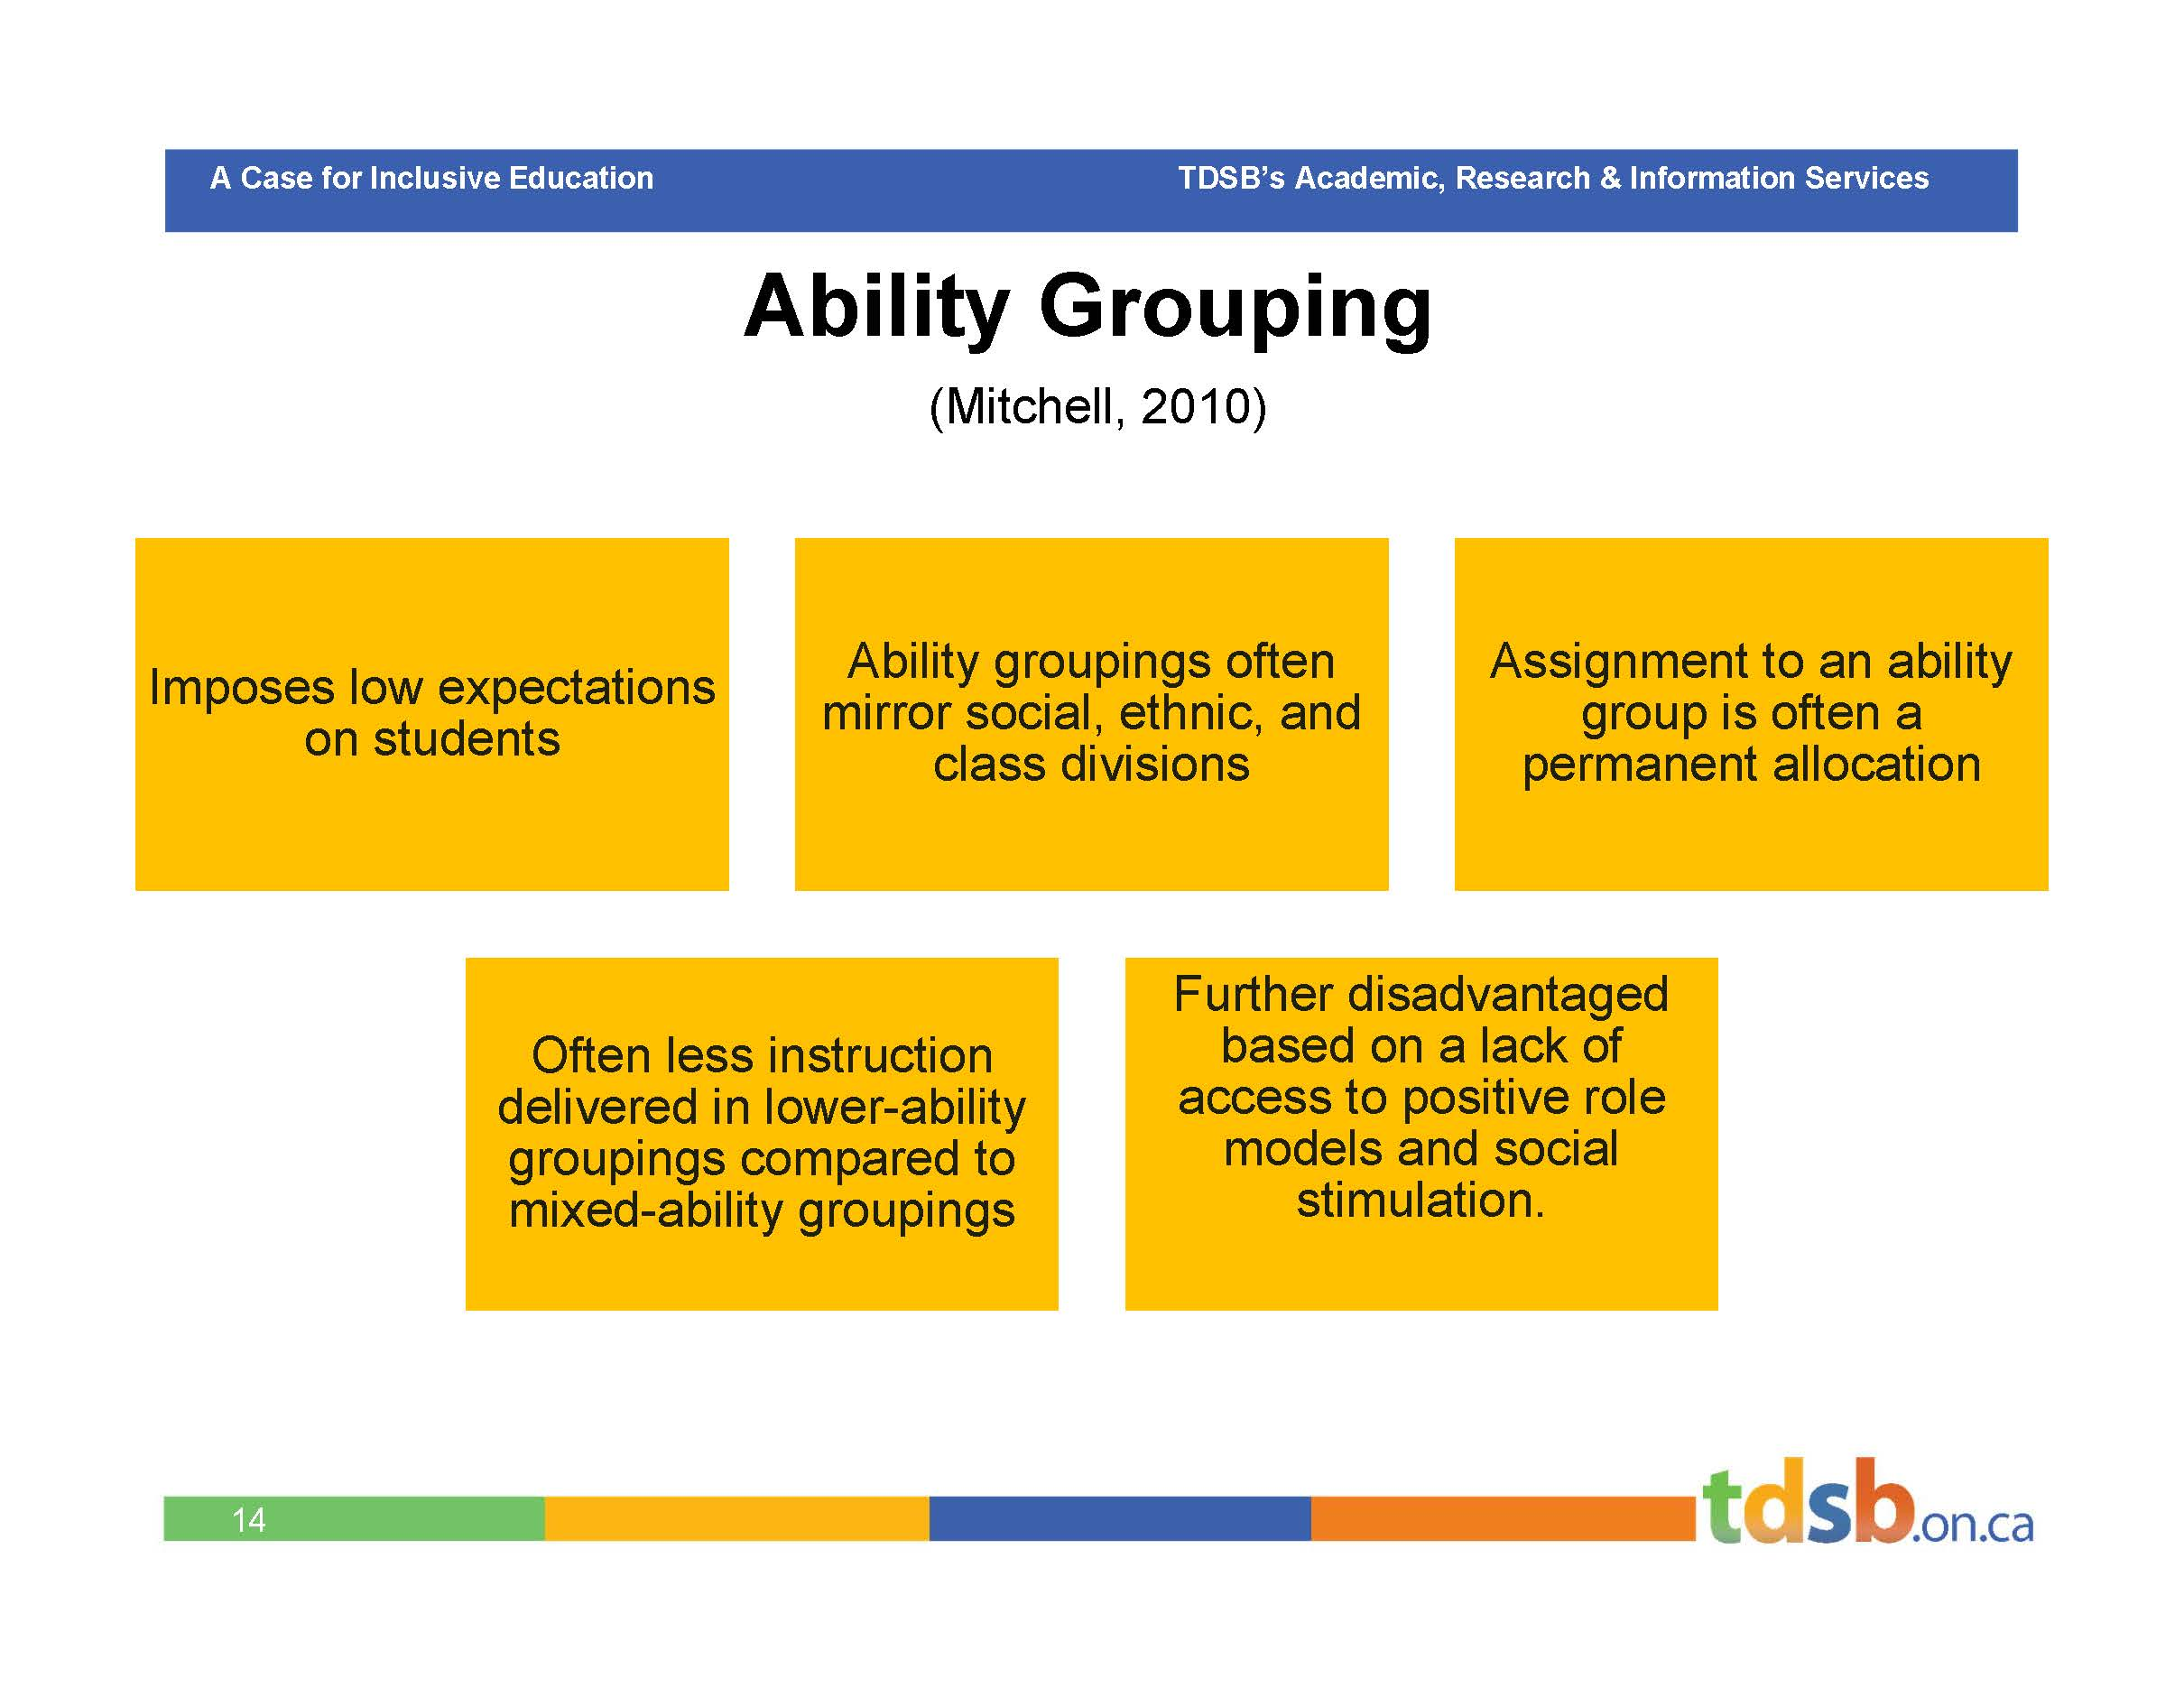 A Case for Inclusive Education
TDSB's Academic, Research & Information Services
Ability Grouping
(Mitchell, 2010)
Imposes low expectations
on students
Ability groupings often
mirror social, ethnic, and
class divisions
Assignment to an ability
group is often a
permanent allocation
Often less instruction
delivered in lower-ability
groupings compared to
mixed-ability groupings
Further disadvantaged
based on a lack of
access to positive role
models and social
stimulation.
14
tdsb.on.ca